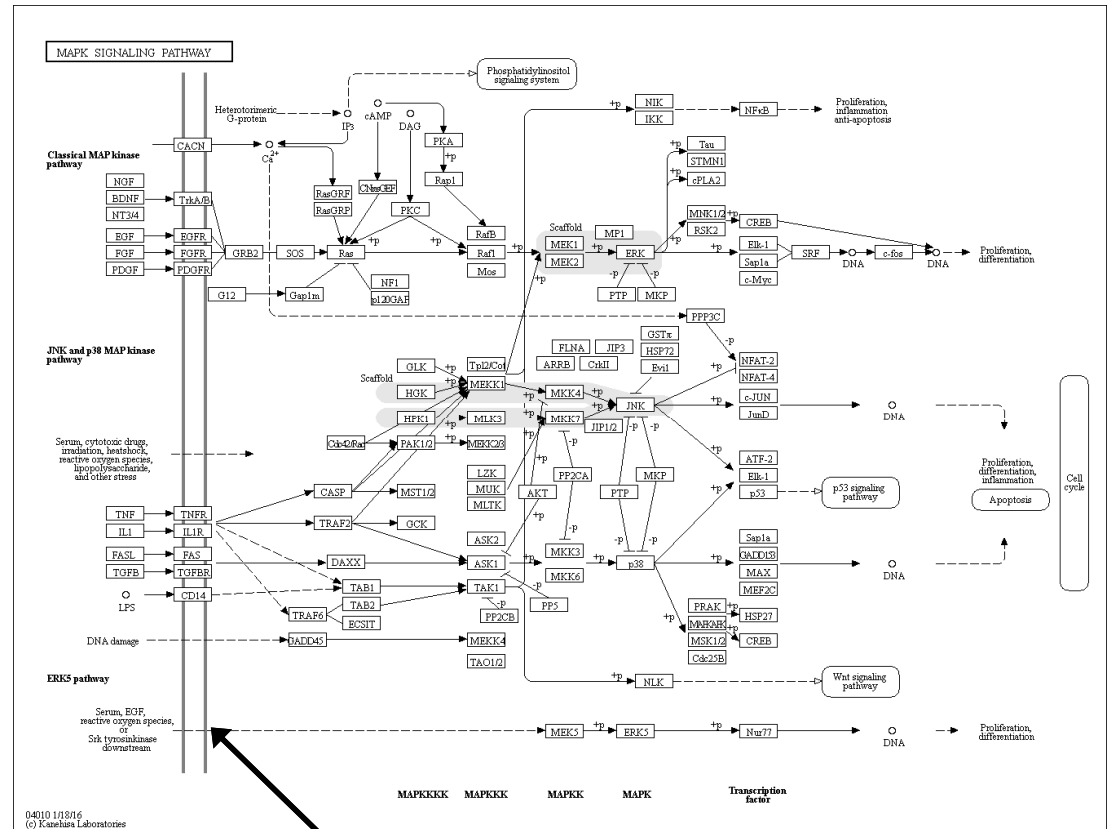 MAPK SIGNALING PATHWAY
Phosphatidylinositol
signaling system
Heterotorimeric
G-protein
IP3
cAMP
DAG
+p
NIK
IKK
NFκB
Proliferation,
inflammation
anti-apoptosis
CACN
Ca2+
PKA
+p
Classical MAP kinase
pathway
NGF
BDNF
NT3/4
TrkA/B
RasGRF
RasGRP
CNasGEF
PKC
Rap1
+p
Tau
STMN1
+p
cPLA2
EGF
FGF
PDGF
EGFR
FGFR
PDGFR
GRB2
SOS
Ras
+p
+p
RafB
Raf1
Mos
+p
Scaffold
MEK1
MEK2
+p
MP1
ERK
+p
MNK1/2
RSK2
+p
CREB
+p
Elk-1
Sap1a
c-Myc
SRF
DNA
c-fos
DNA
Proliferation,
differentiation
G12
Gap1m
NF1
p120GAP
-p
-p
PTP
MKP
+p
PPP3C
-p
JNK and p38 MAP kinase
pathway
GLK
HGK
HPK1
Scaffold
Tpl2/Cot
MEKK1
MLK3
MEKK2/3
FLNA
JIP3
ARRB
CrkII
GSTπ
HSP72
Evi1
NFAT-2
NFAT-4
+p
MKK4
MKK7
+p
JNK
JIP1/2
+p
c-JUN
JunD
DNA
Cdc42/Rac
PAK1/2
+p
Serum, cytotoxic drugs,
irradiation, heatshock,
reactive oxygen species,
lipopolysaccharide,
and other stress
LZK
MUK
MLTK
AKT
+p
-p
PP2CA
-p
-p
PTP
MKP
-p
-p
+p
ATF-2
Elk-1
p53
+p
p53 signaling
pathway
Proliferation,
differentiation,
inflammation
Apoptosis
Cell
cycle
CASP
MST1/2
TNF
TNFR
IL1
IL1R
TRAF2
GCK
FASL
FAS
TGFB
TGFBR
LPS
CD14
DAXX
TAB1
TAB2
ECSIT
TRAF6
ASK2
ASK1
TAK1
+p
MKK3
MKK6
+p
p38
-p
-p
PP2CB
PP5
+p
Sap1a
GADD153
MAX
MEF2C
DNA
+p
PRAK
MAPKAPK
MSK1/2
Cdc25B
+p
HSP27
+p
CREB
DNA damage
GADD45
MEKK4
TAO1/2
ERK5 pathway
+p
NLK
Wnt signaling
pathway
Serum, EGF,
reactive oxygen species,
or
Srk tyrosinkinase
downstream
MEK5
+p
ERK5
+p
Nur77
DNA
Proliferation,
differentiation
MAPKKKK
MAPKKK
MAPKK
MAPK
Transcription
factor
04010 1/18/16
(c) Kanehisa Laboratories